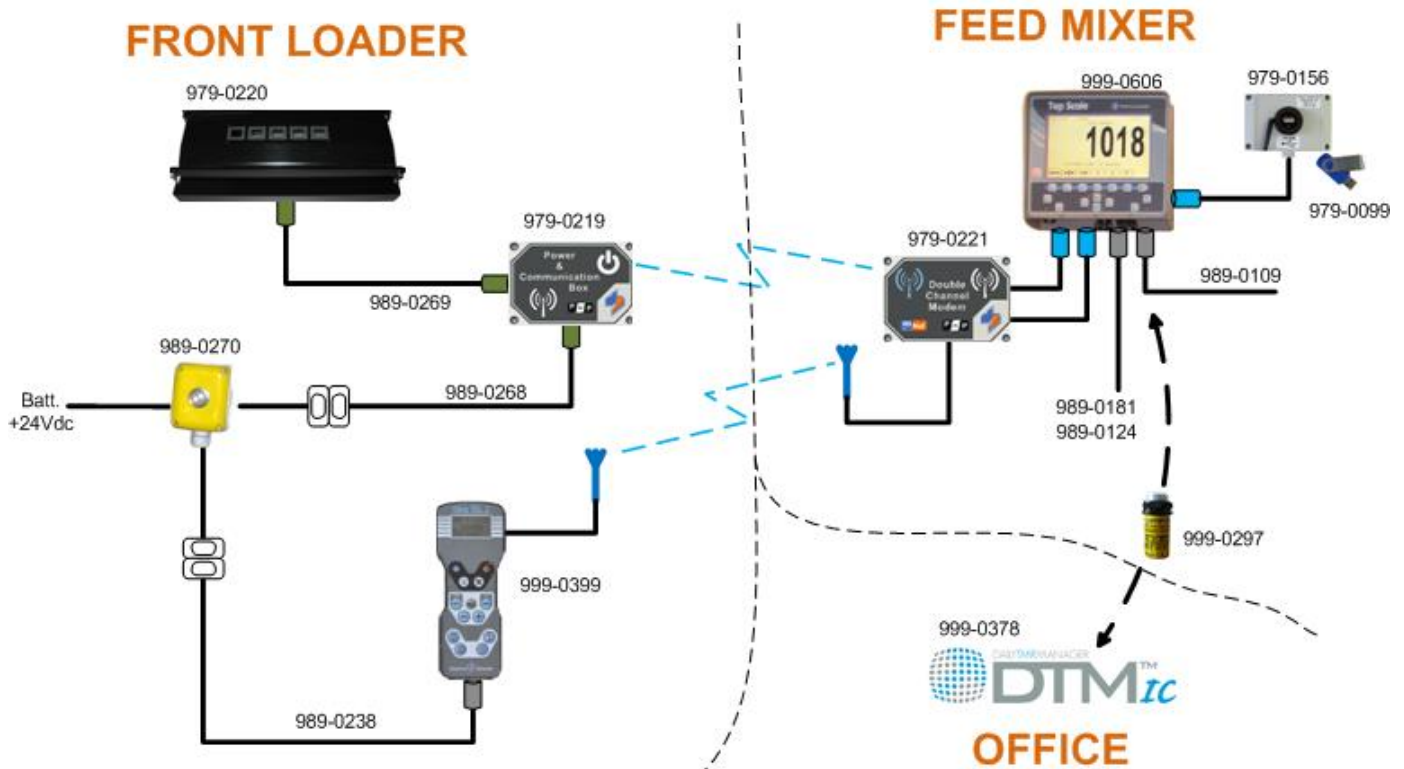 FRONT LOADER
FEED MIXER
979-0220
999-0606
979-0156
Top Scale
1018
979-0099
979-0219
979-0221
Power
&
Communication
Box
Double
Channel
Modem
989-0269
989-0109
989-0270
Batt.
+24Vdc
989-0268
989-0181
989-0124
999-0297
999-0399
999-0378
DAILYTMRMANAGER
DTM™ IC
989-0238
OFFICE